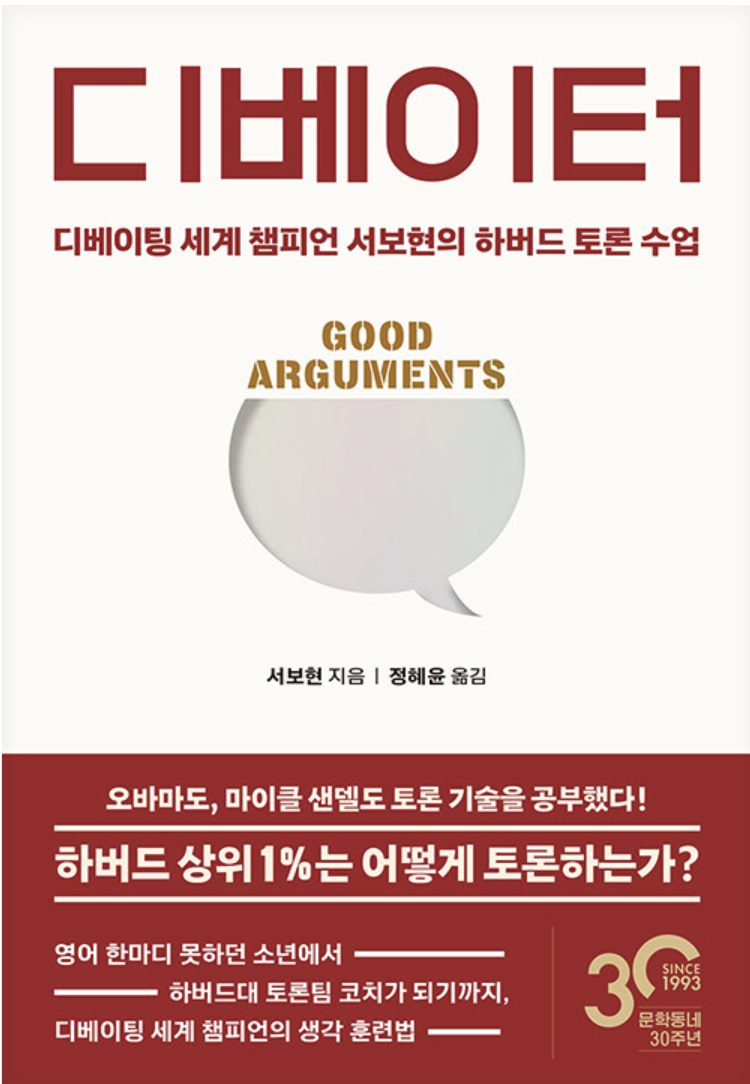 디베이터
디베이팅 세계 챔피언 서보현의 하버드 토론 수업
GOOD
ARGUMENTS
서보현 지음 | 정혜윤 옮김
오바마도, 마이클 샌델도 토론 기술을 공부했다!
하버드 상위 1%는 어떻게 토론하는가?
영어 한마디 못하던 소년에서
하버드대 토론팀 코치가 되기까지,
디베이팅 세계 챔피언의 생각 훈련법
30
SINCE
1993
문학동네
30주년